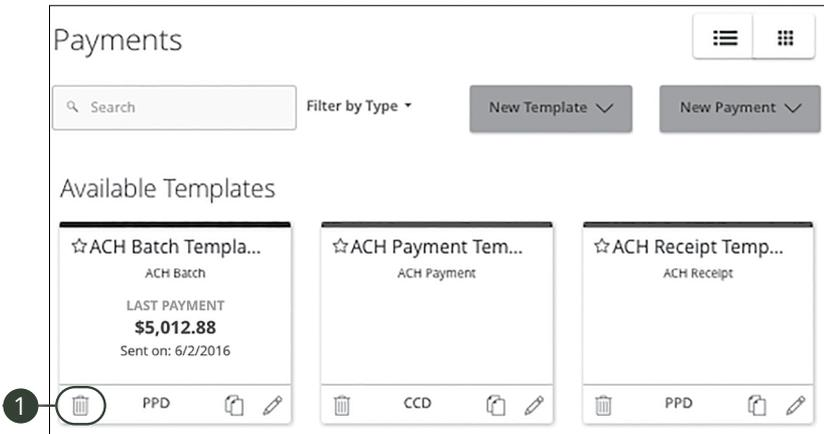 Payments
Search
Filter by Type
New Template
New Payment
Available Templates
ACH Batch Templa...
ACH Batch
LAST PAYMENT
$5,012.88
Sent on: 6/2/2016
PPD
ACH Payment Tem...
ACH Payment
CCD
ACH Receipt Temp...
ACH Receipt
PPD
1